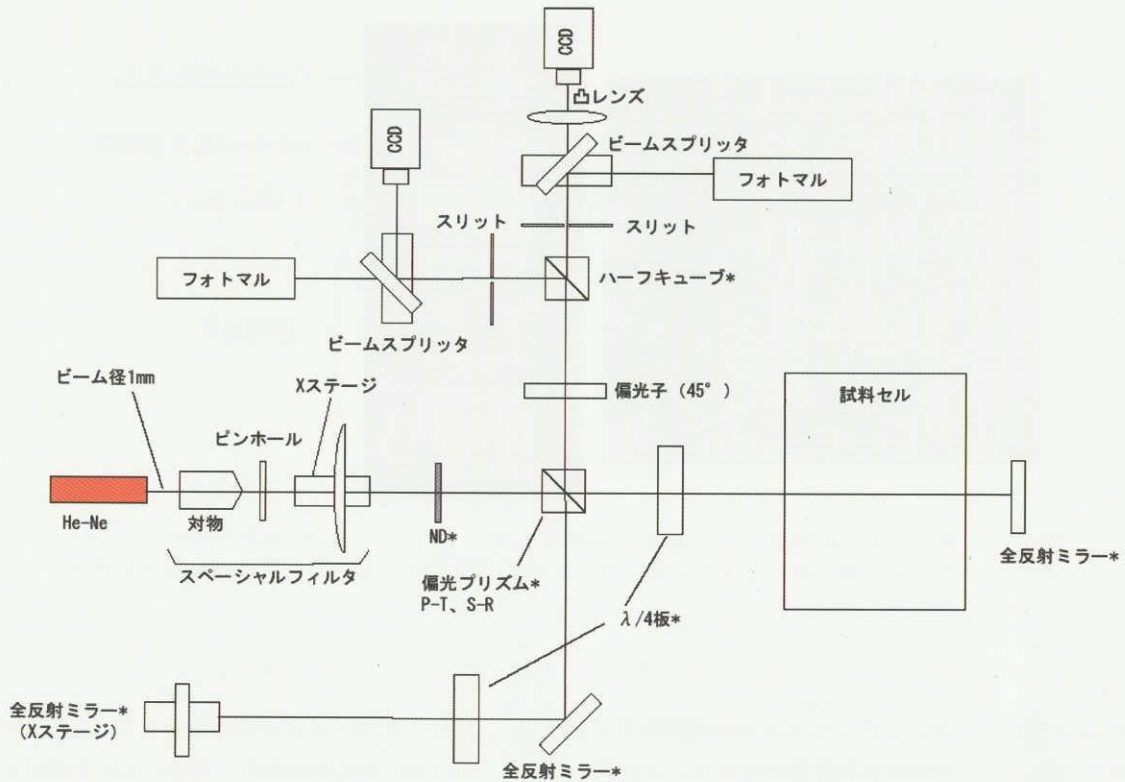 CCD
凸レンズ
CCD
ビームスプリッタ
フォトマル
スリット
スリット
フォトマル
ハーフキューブ*
ビームスプリッタ
ビーム径1mm
Xステージ
偏光子（45°）
試料セル
ピンホール
He-Ne
対物
ND*
全反射ミラー*
スペーシャルフィルタ
偏光プリズム*
P-T、S-R
λ/4板*
全反射ミラー*
（Xステージ）
全反射ミラー*